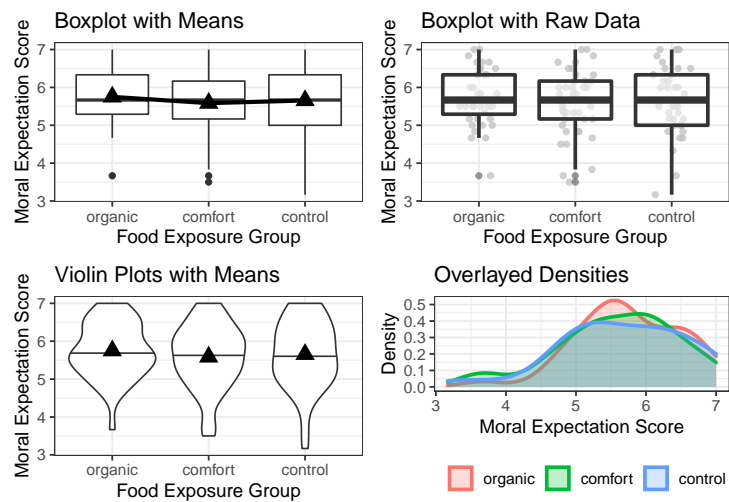 Boxplot with Means
Moral Expectation Score
7
6
5
4
3
organic comfort control
Food Exposure Group
Boxplot with Raw Data
Moral Expectation Score
7
6
5
4
3
organic comfort control
Food Exposure Group
Violin Plots with Means
Moral Expectation Score
7
6
5
4
3
organic comfort control
Food Exposure Group
Overlayed Densities
Density
0.5
0.4
0.3
0.2
0.1
0.0
3 4 5 6 7
Moral Expectation Score
organic comfort control